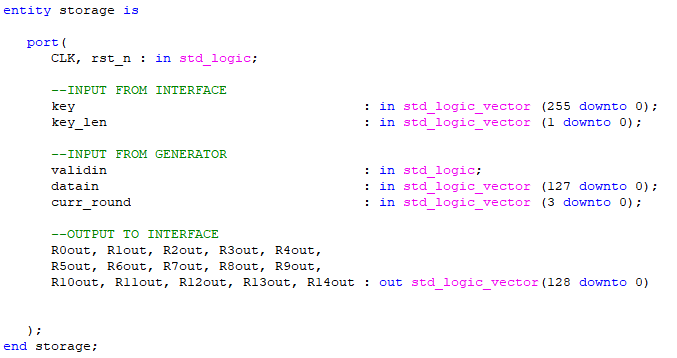 entity storage is
port(
CLK, rst_n : in std_logic;
--INPUT FROM INTERFACE
key : in std_logic_vector (255 downto 0);
key_len : in std_logic_vector (1 downto 0);
--INPUT FROM GENERATOR
validin : in std_logic;
datain : in std_logic_vector (127 downto 0);
curr_round : in std_logic_vector (3 downto 0);
--OUTPUT TO INTERFACE
R0out, R1out, R2out, R3out, R4out,
R5out, R6out, R7out, R8out, R9out,
R10out, R11out, R12out, R13out, R14out : out std_logic_vector(128 downto 0)
);
end storage;